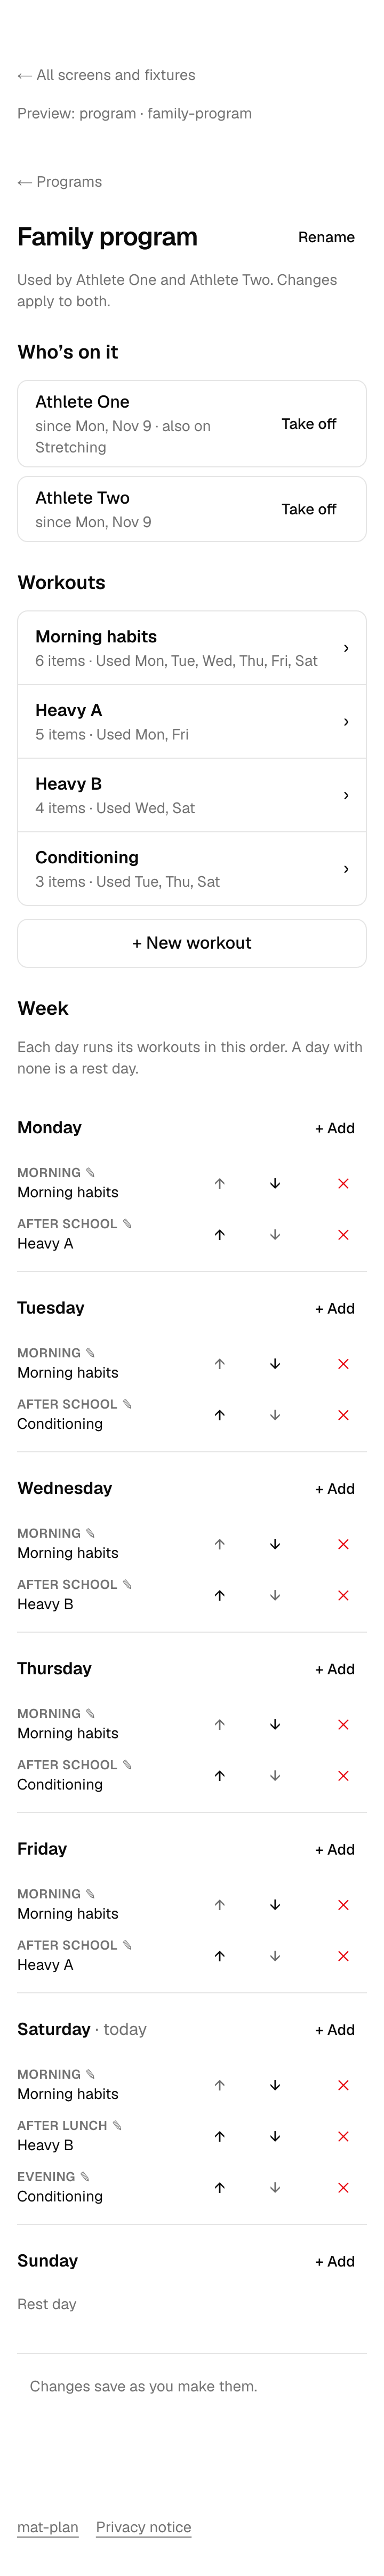 ← All screens and fixtures
Preview: program · family-program
← Programs
Family program
Rename
Used by Athlete One and Athlete Two. Changes
apply to both.
Who’s on it
Athlete One
since Mon, Nov 9 · also on
Stretching
Take off
Athlete Two
since Mon, Nov 9
Take off
Workouts
Morning habits
6 items · Used Mon, Tue, Wed, Thu, Fri, Sat
›
Heavy A
5 items · Used Mon, Fri
›
Heavy B
4 items · Used Wed, Sat
›
Conditioning
3 items · Used Tue, Thu, Sat
›
+ New workout
Week
Each day runs its workouts in this order. A day with
none is a rest day.
Monday
+ Add
MORNING ✎
Morning habits
↑ ↓ ×
AFTER SCHOOL ✎
Heavy A
↑ ↓ ×
Tuesday
+ Add
MORNING ✎
Morning habits
↑ ↓ ×
AFTER SCHOOL ✎
Conditioning
↑ ↓ ×
Wednesday
+ Add
MORNING ✎
Morning habits
↑ ↓ ×
AFTER SCHOOL ✎
Heavy B
↑ ↓ ×
Thursday
+ Add
MORNING ✎
Morning habits
↑ ↓ ×
AFTER SCHOOL ✎
Conditioning
↑ ↓ ×
Friday
+ Add
MORNING ✎
Morning habits
↑ ↓ ×
AFTER SCHOOL ✎
Heavy A
↑ ↓ ×
Saturday · today
+ Add
MORNING ✎
Morning habits
↑ ↓ ×
AFTER LUNCH ✎
Heavy B
↑ ↓ ×
EVENING ✎
Conditioning
↑ ↓ ×
Sunday
+ Add
Rest day
Changes save as you make them.
mat-plan
Privacy notice